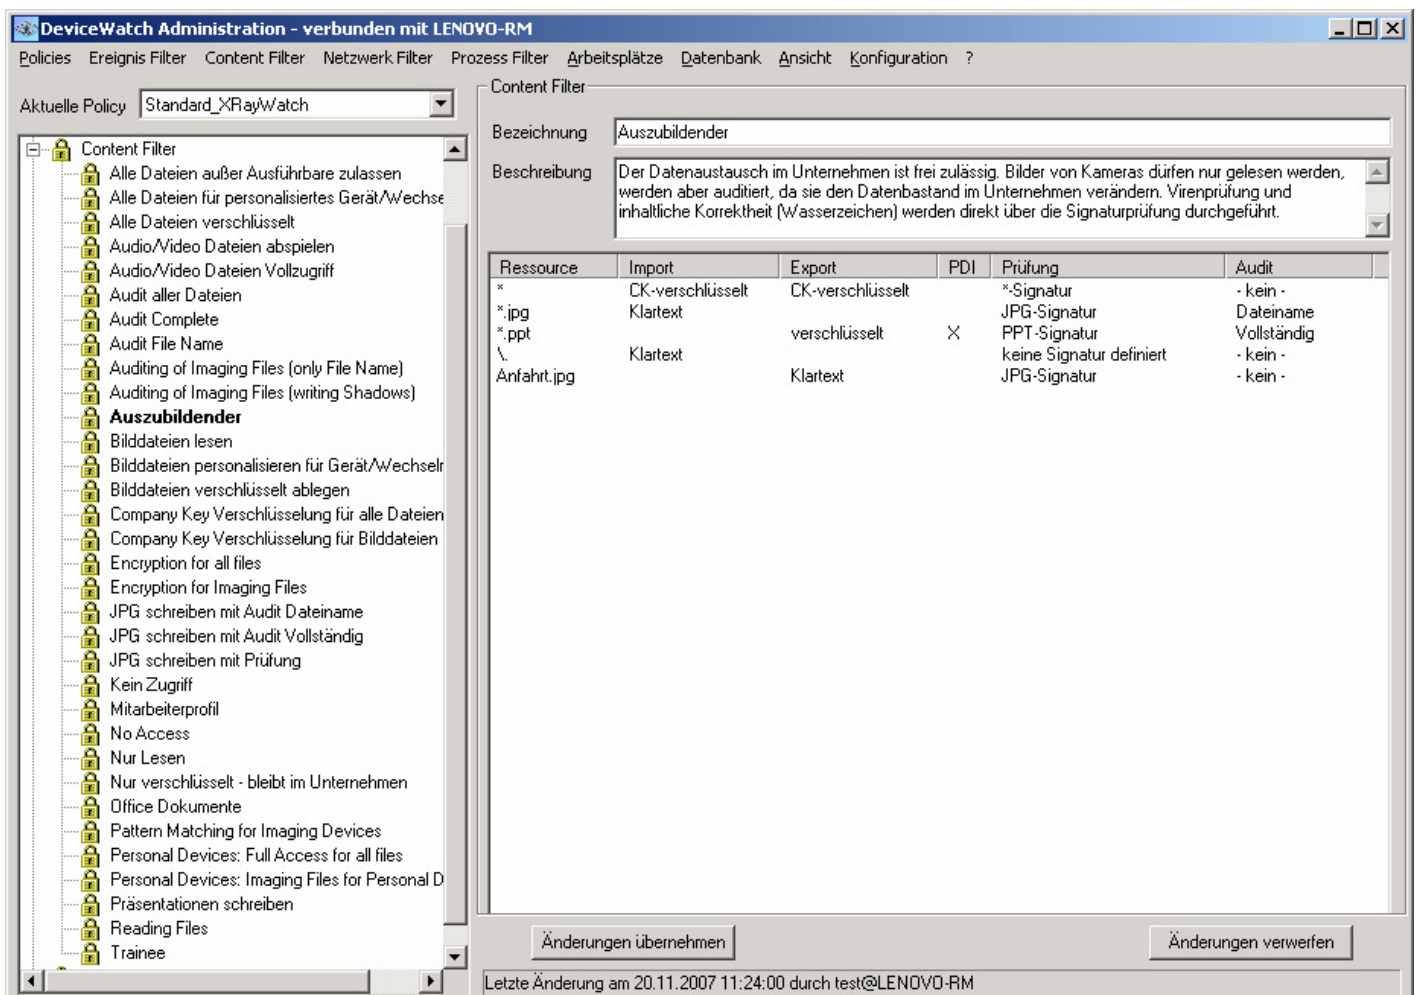 DeviceWatch Administration - verbunden mit LENOVO-RM
Policies Ereignis Filter Content Filter Netzwerk Filter Prozess Filter Arbeitsplätze Datenbank Ansicht Konfiguration ?
Aktuelle Policy Standard_XRayWatch
Content Filter
Alle Dateien außer Ausführbare zulassen
Alle Dateien für personalisiertes Gerät/Wechse
Alle Dateien verschlüsselt
Audio/Video Dateien abspielen
Audio/Video Dateien Vollzugriff
Audit aller Dateien
Audit Complete
Audit File Name
Auditing of Imaging Files (only File Name)
Auditing of Imaging Files (writing Shadows)
Auszubildender
Bilddateien lesen
Bilddateien personalisieren für Gerät/Wechselr
Bilddateien verschlüsselt ablegen
Company Key Verschlüsselung für alle Dateien
Company Key Verschlüsselung für Bilddateien
Encryption for all files
Encryption for Imaging Files
JPG schreiben mit Audit Dateiname
JPG schreiben mit Audit Vollständig
JPG schreiben mit Prüfung
Kein Zugriff
Mitarbeiterprofil
No Access
Nur Lesen
Nur verschlüsselt - bleibt im Unternehmen
Office Dokumente
Pattern Matching for Imaging Devices
Personal Devices: Full Access for all files
Personal Devices: Imaging Files for Personal D
Präsentationen schreiben
Reading Files
Trainee
Content Filter
Bezeichnung Auszubildender
Beschreibung Der Datenaustausch im Unternehmen ist frei zulässig. Bilder von Kameras dürfen nur gelesen werden,
werden aber auditiert, da sie den Datenbastand im Unternehmen verändern. Virenprüfung und
inhaltliche Korrektheit (Wasserzeichen) werden direkt über die Signaturprüfung durchgeführt.
Ressource Import Export PDI Prüfung Audit
* CK-verschlüsselt CK-verschlüsselt *-Signatur - kein -
*.jpg Klartext JPG-Signatur Dateiname
*.ppt verschlüsselt X PPT-Signatur Vollständig
\. Klartext keine Signatur definiert - kein -
Anfahrt.jpg Klartext JPG-Signatur - kein -
Änderungen übernehmen Änderungen verwerfen
Letzte Änderung am 20.11.2007 11:24:00 durch test@LENOVO-RM